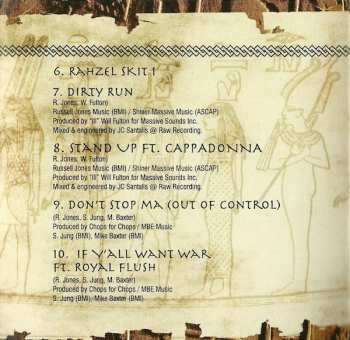 6. RAHZEL SKIT 1
7. DIRTY RUN
R. Jones, W. Fulton)
Russell Jones Music (BMI) / Shiner Massive Music (ASCAP)
Produced by "Ill" Will Fulton for Massive Sounds Inc.
Mixed & engineered by JC Santalis @ Raw Recording.
8. STAND UP FT. CAPPADONNA
R. Jones, W. Fulton)
Russell Jones Music (BMI) / Shiner Massive Music (ASCAP)
Produced by "Ill" Will Fulton for Massive Sounds Inc.
Mixed & engineered by JC Santalis @ Raw Recording.
9. DON'T STOP MA (OUT OF CONTROL)
(R. Jones, S. Jung, M. Baxter)
Produced by Chops for Chops / MBE Music
S. Jung (BMI), Mike Baxter (BMI)
10. IF Y'ALL WANT WAR
FT. ROYAL FLUSH
(R. Jones, S. Jung, M. Baxter)
Produced by Chops for Chops / MBE Music
S. Jung (BMI), Mike Baxter (BMI)